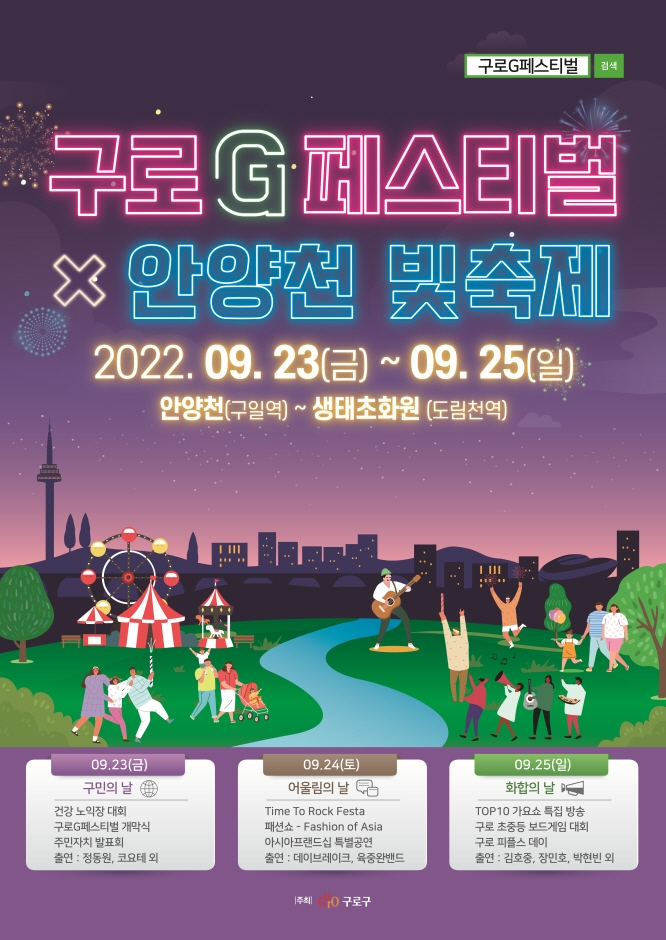 구로G페스티벌 검색
구로G페스티벌
× 안양천 빛축제
2022. 09. 23(금) ~ 09. 25(일)
안양천(구일역) ~ 생태초화원 (도림천역)
09.23(금)
구민의 날
건강 노익장 대회
구로G페스티벌 개막식
주민자치 발표회
출연 : 정동원, 코요테 외
09.24(토)
어울림의 날
Time To Rock Festa
패션쇼 - Fashion of Asia
아시아프랜드십 특별공연
출연 : 데이브레이크, 육중완밴드
09.25(일)
화합의 날
TOP10 가요쇼 특집 방송
구로 초중등 보드게임 대회
구로 피플스 데이
출연 : 김호중, 장민호, 박현빈 외
|주최| 구로구